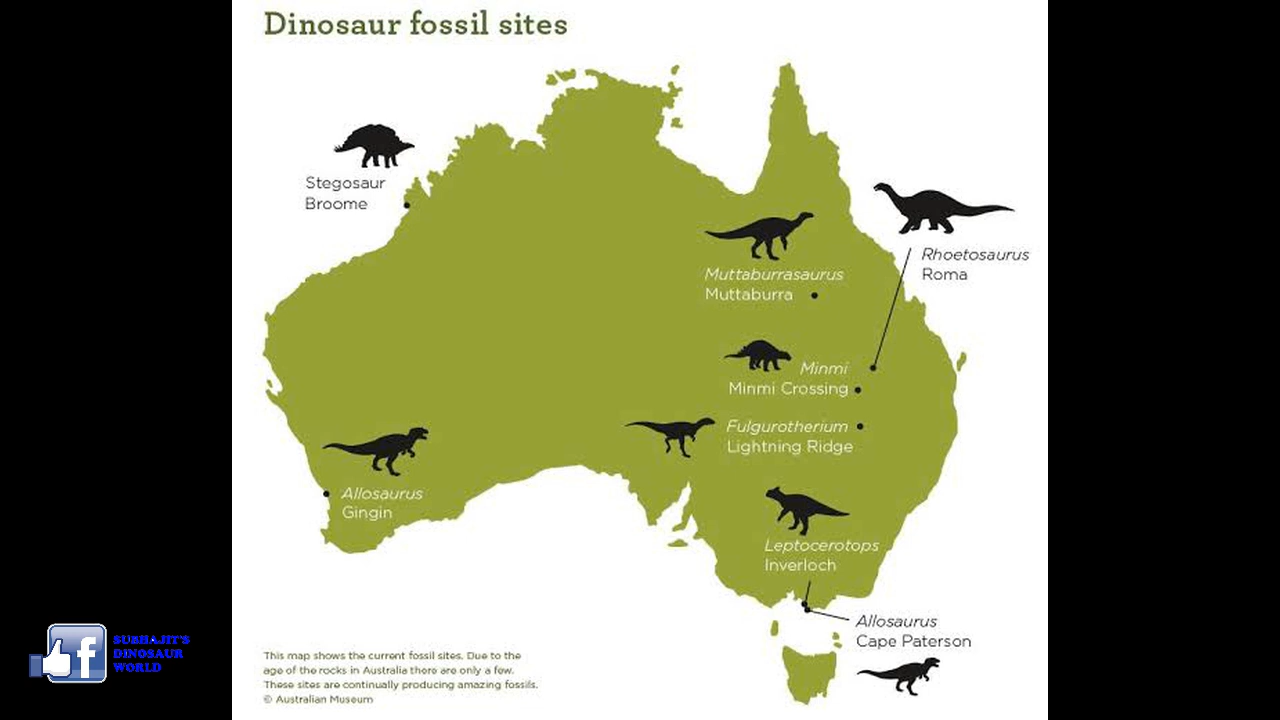 Dinosaur fossil sites
Stegosaur
Broome
Rhoetosaurus
Roma
Muttaburrasaurus
Muttaburra
Minmi
Minmi Crossing
Fulgurotherium
Lightning Ridge
Allosaurus
Gingin
Leptocerotops
Inverloch
Allosaurus
Cape Paterson
This map shows the current fossil sites. Due to the
age of the rocks in Australia there are only a few.
These sites are continually producing amazing fossils.
© Australian Museum
f
SUBHAJIT'S
DINOSAUR
WORLD